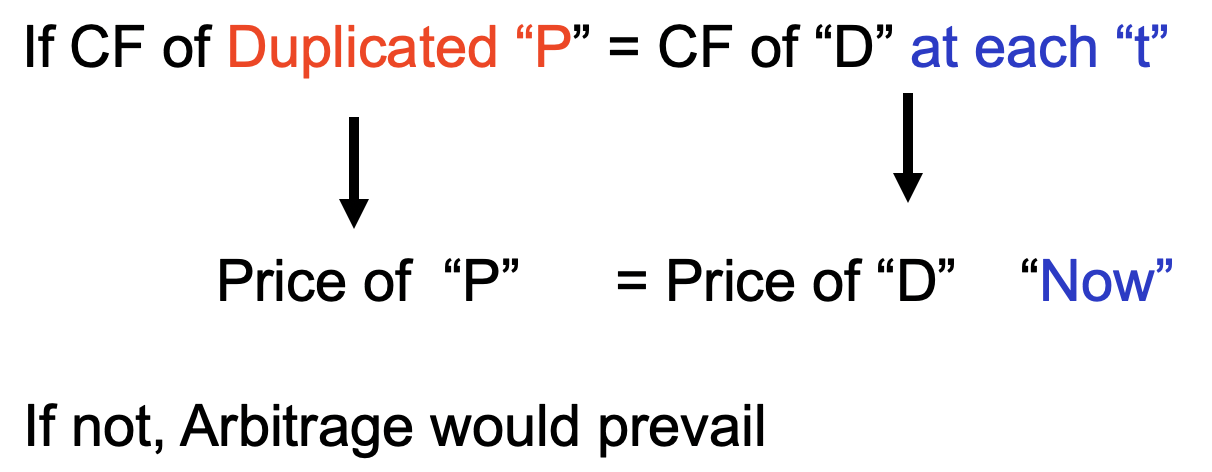 If CF of Duplicated “P” = CF of “D” at each “t”
Price of “P” = Price of “D” “Now”
If not, Arbitrage would prevail